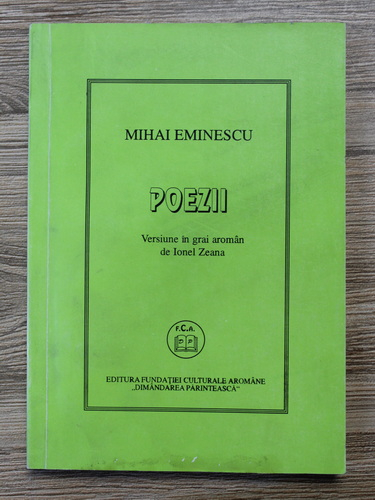 MIHAI EMINESCU
POEZII
Versiune în grai aromân
de Ionel Zeana
F.C.A.
D P
EDITURA FUNDAȚIEI CULTURALE AROMÂNE
„DIMÂNDAREA PĂRINTEASCĂ"